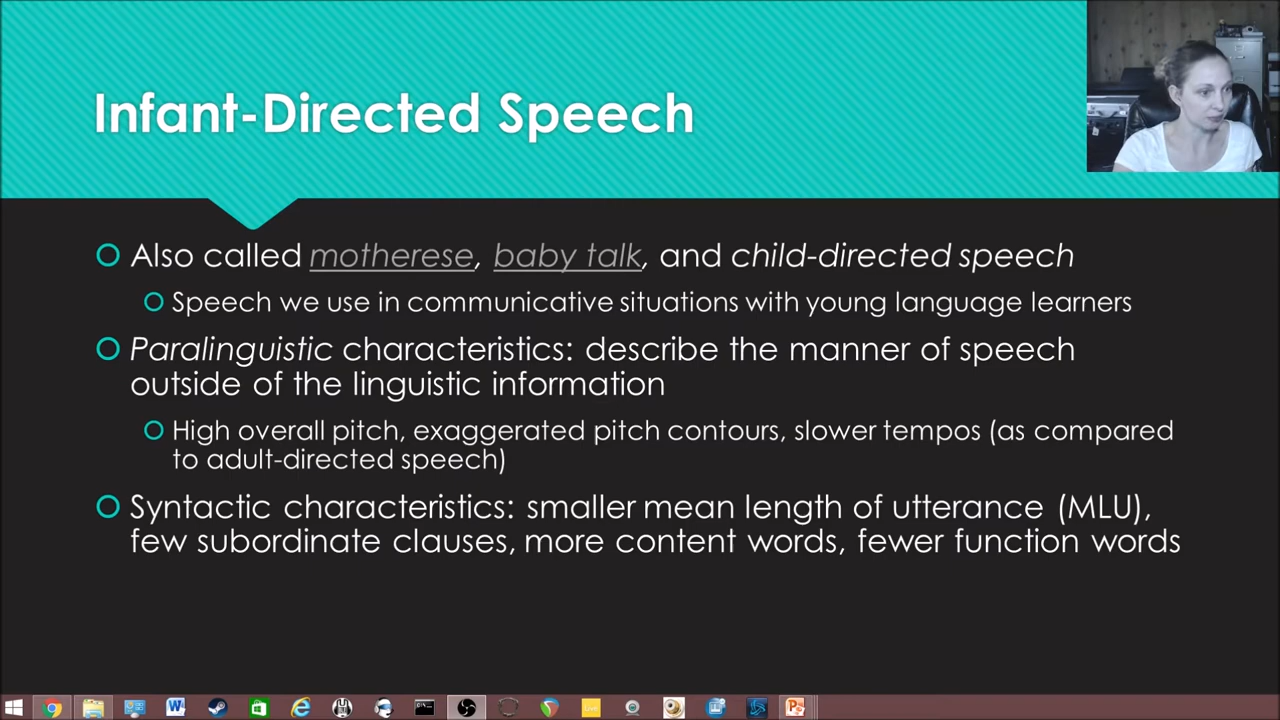 Infant-Directed Speech
Also called motherese, baby talk, and child-directed speech
Speech we use in communicative situations with young language learners
Paralinguistic characteristics: describe the manner of speech
outside of the linguistic information
High overall pitch, exaggerated pitch contours, slower tempos (as compared
to adult-directed speech)
Syntactic characteristics: smaller mean length of utterance (MLU),
few subordinate clauses, more content words, fewer function words